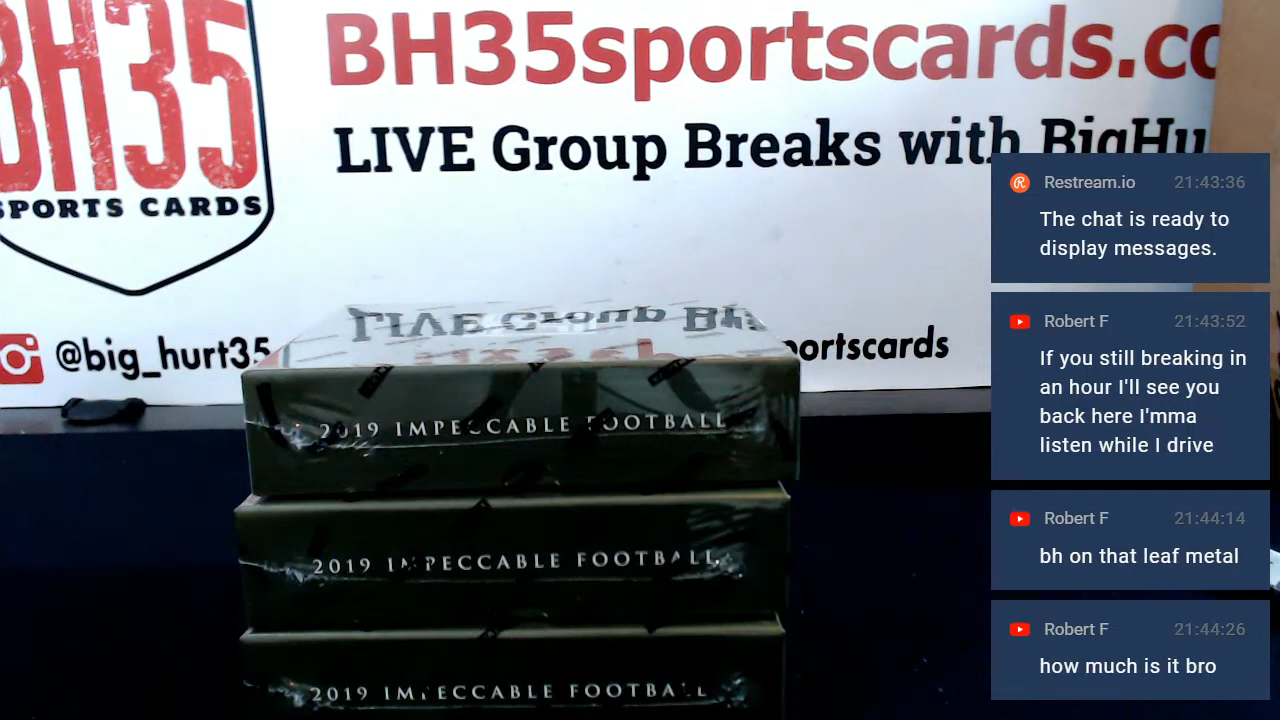 BH35
SPORTS CARDS
BH35sportscards.co
LIVE Group Breaks with BigHu
@big_hurt35
portscards
LIVE Group
2019 IMPECCABLE FOOTBALL
2019 IMPECCABLE FOOTBALL
2019 IMPECCABLE FOOTBALL
Restream.io 21:43:36
The chat is ready to
display messages.
Robert F 21:43:52
If you still breaking in
an hour I'll see you
back here I'mma
listen while I drive
Robert F 21:44:14
bh on that leaf metal
Robert F 21:44:26
how much is it bro